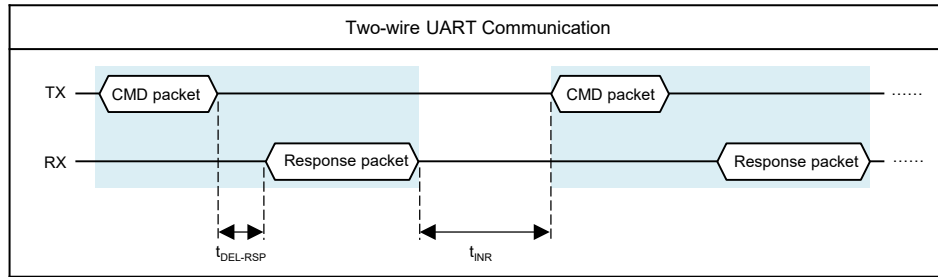 Two-wire UART Communication
TX CMD packet CMD packet ......
RX Response packet Response packet ......
tDEL-RSP tINR